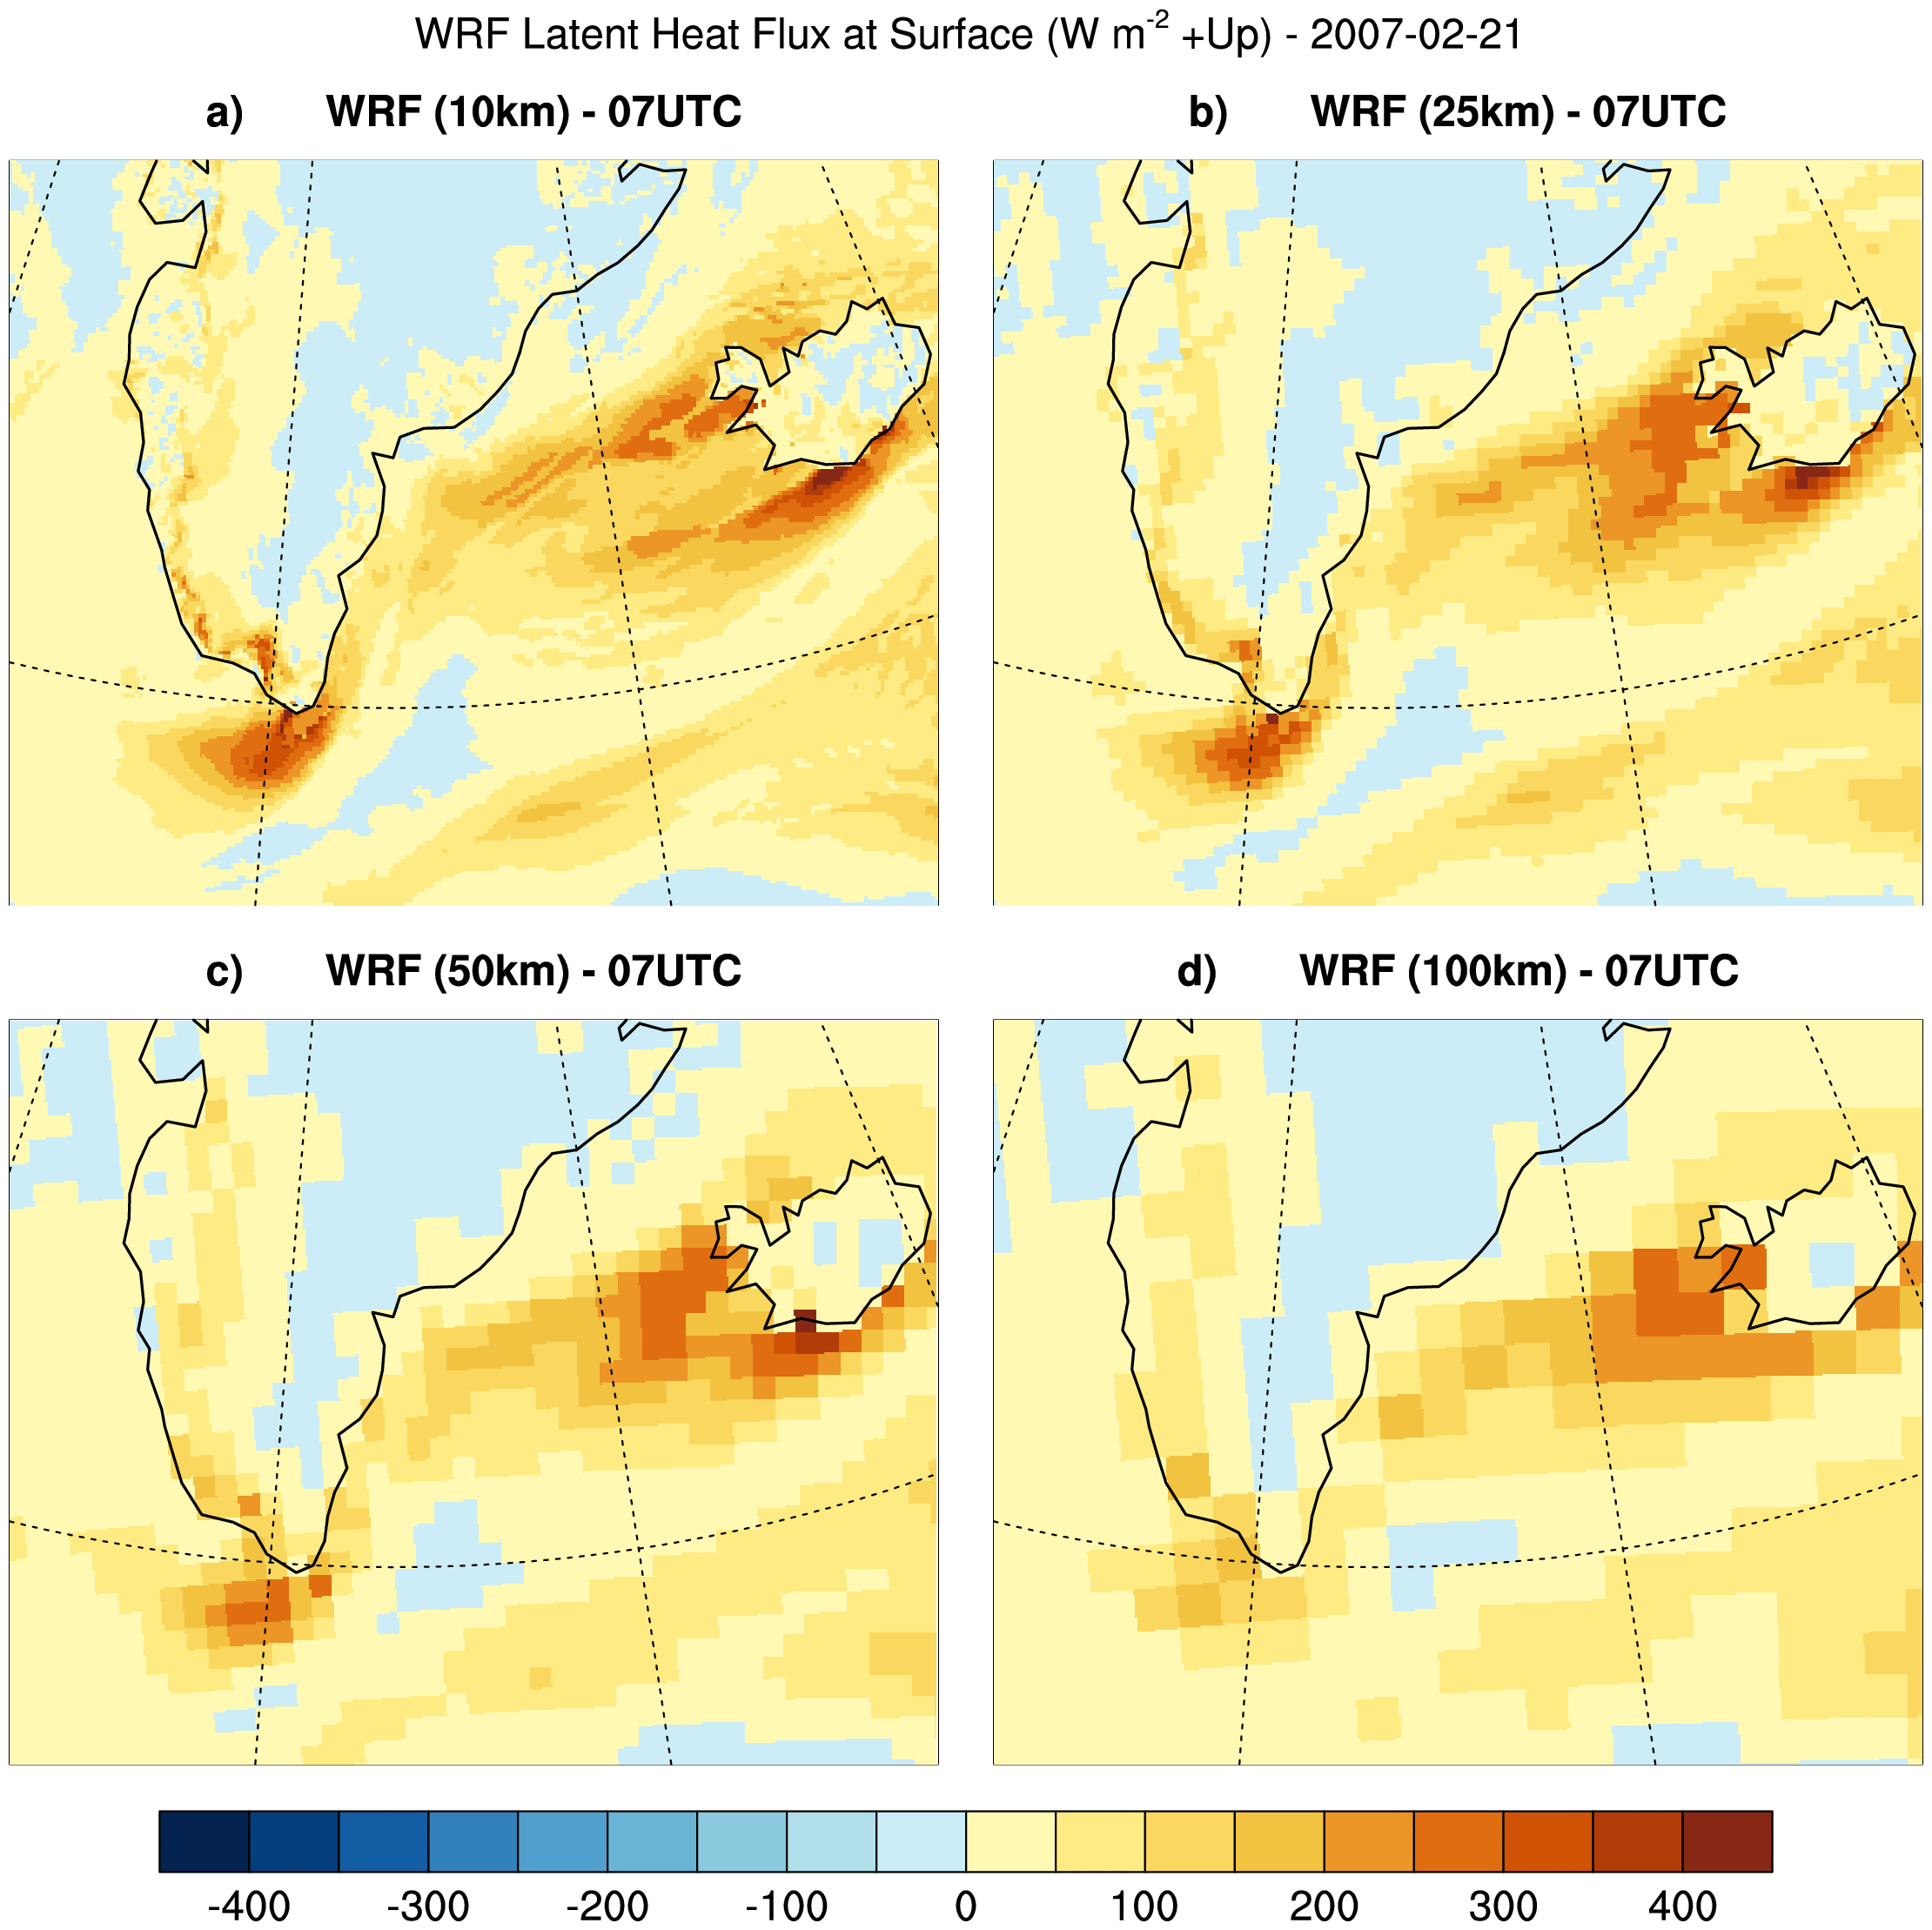 WRF Latent Heat Flux at Surface (W m-2 +Up) - 2007-02-21
a) WRF (10km) - 07UTC
b) WRF (25km) - 07UTC
c) WRF (50km) - 07UTC
d) WRF (100km) - 07UTC
-400 -300 -200 -100 0 100 200 300 400